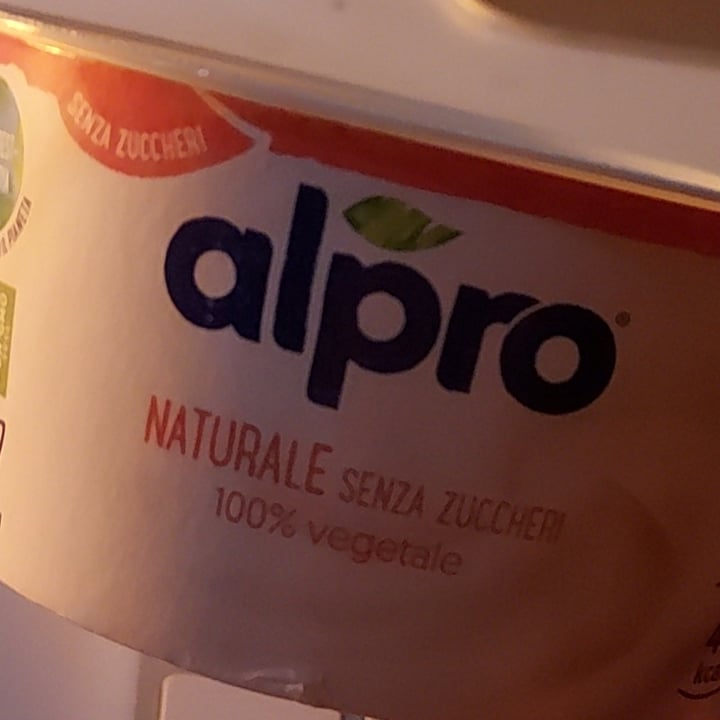 SENZA ZUCCHERI
alpro
NATURALE SENZA ZUCCHERI
100% vegetale